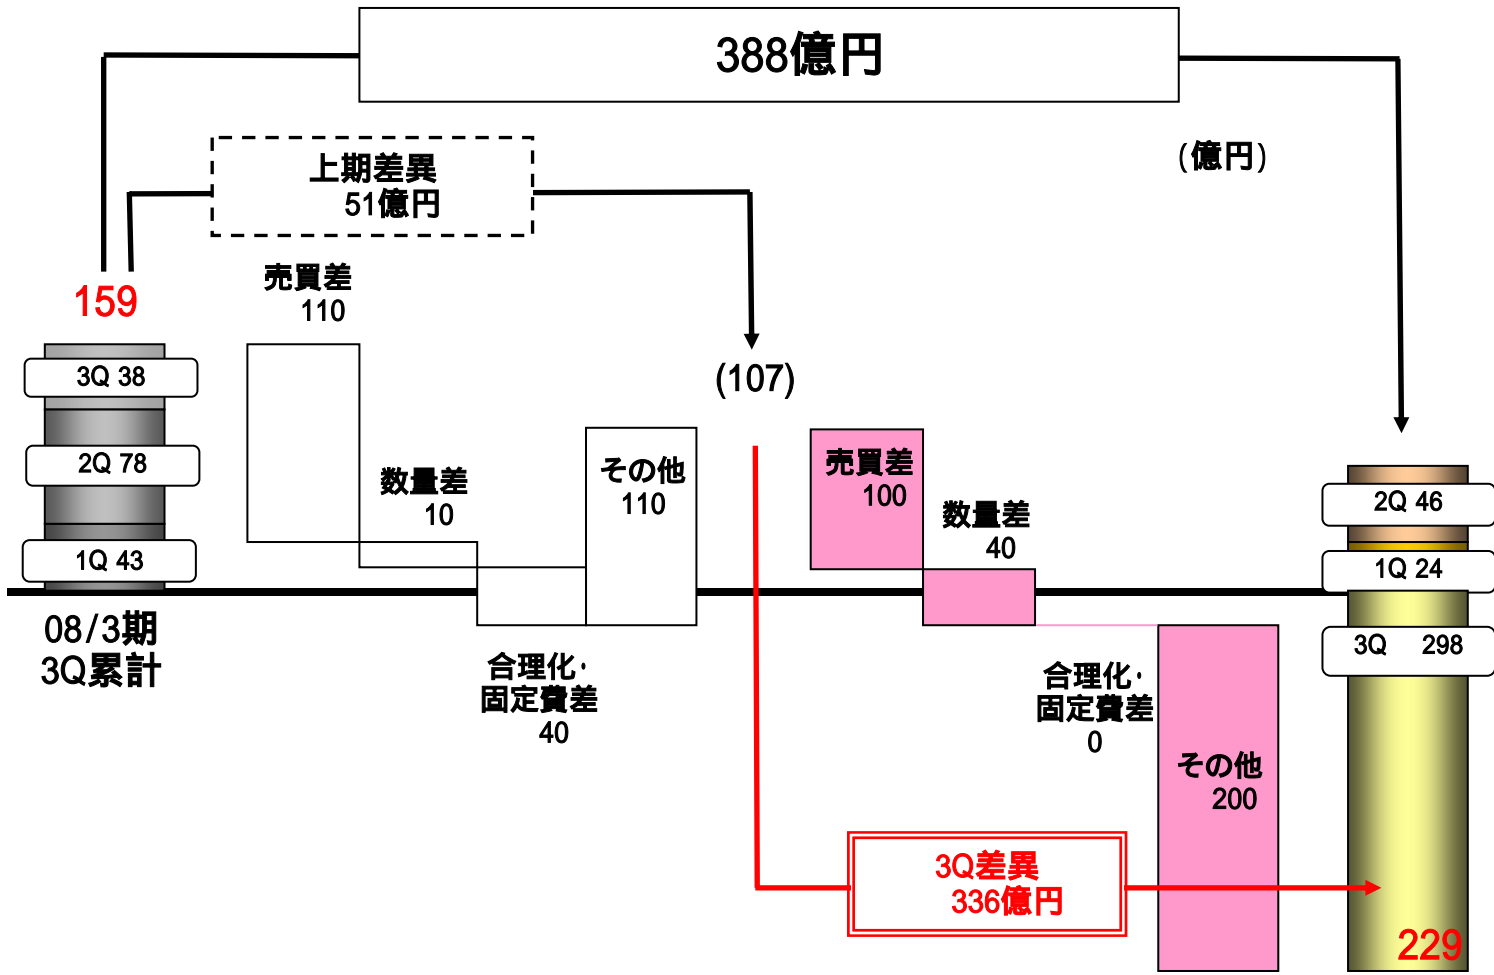 388億円
(億円)
上期差異
51億円
売買差
110
159
3Q 38
2Q 78
1Q 43
08/3期
3Q累計
数量差
10
合理化・
固定費差
40
その他
110
(107)
売買差
100
数量差
40
合理化・
固定費差
0
その他
200
3Q差異
336億円
2Q 46
1Q 24
3Q 298
229